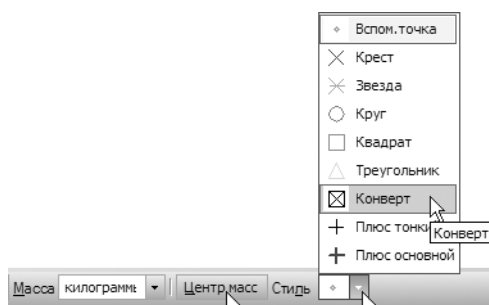 Вспом.точка
Крест
Звезда
Круг
Квадрат
Треугольник
Конверт
Плюс тонки
Конверт
Плюс основной
Масса килограммы Центр масс Стиль